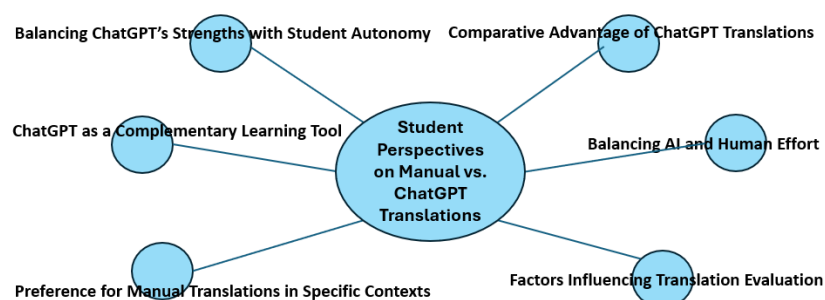 Balancing ChatGPT’s Strengths with Student Autonomy
Comparative Advantage of ChatGPT Translations
ChatGPT as a Complementary Learning Tool
Student
Perspectives
on Manual vs.
ChatGPT
Translations
Balancing AI and Human Effort
Preference for Manual Translations in Specific Contexts
Factors Influencing Translation Evaluation